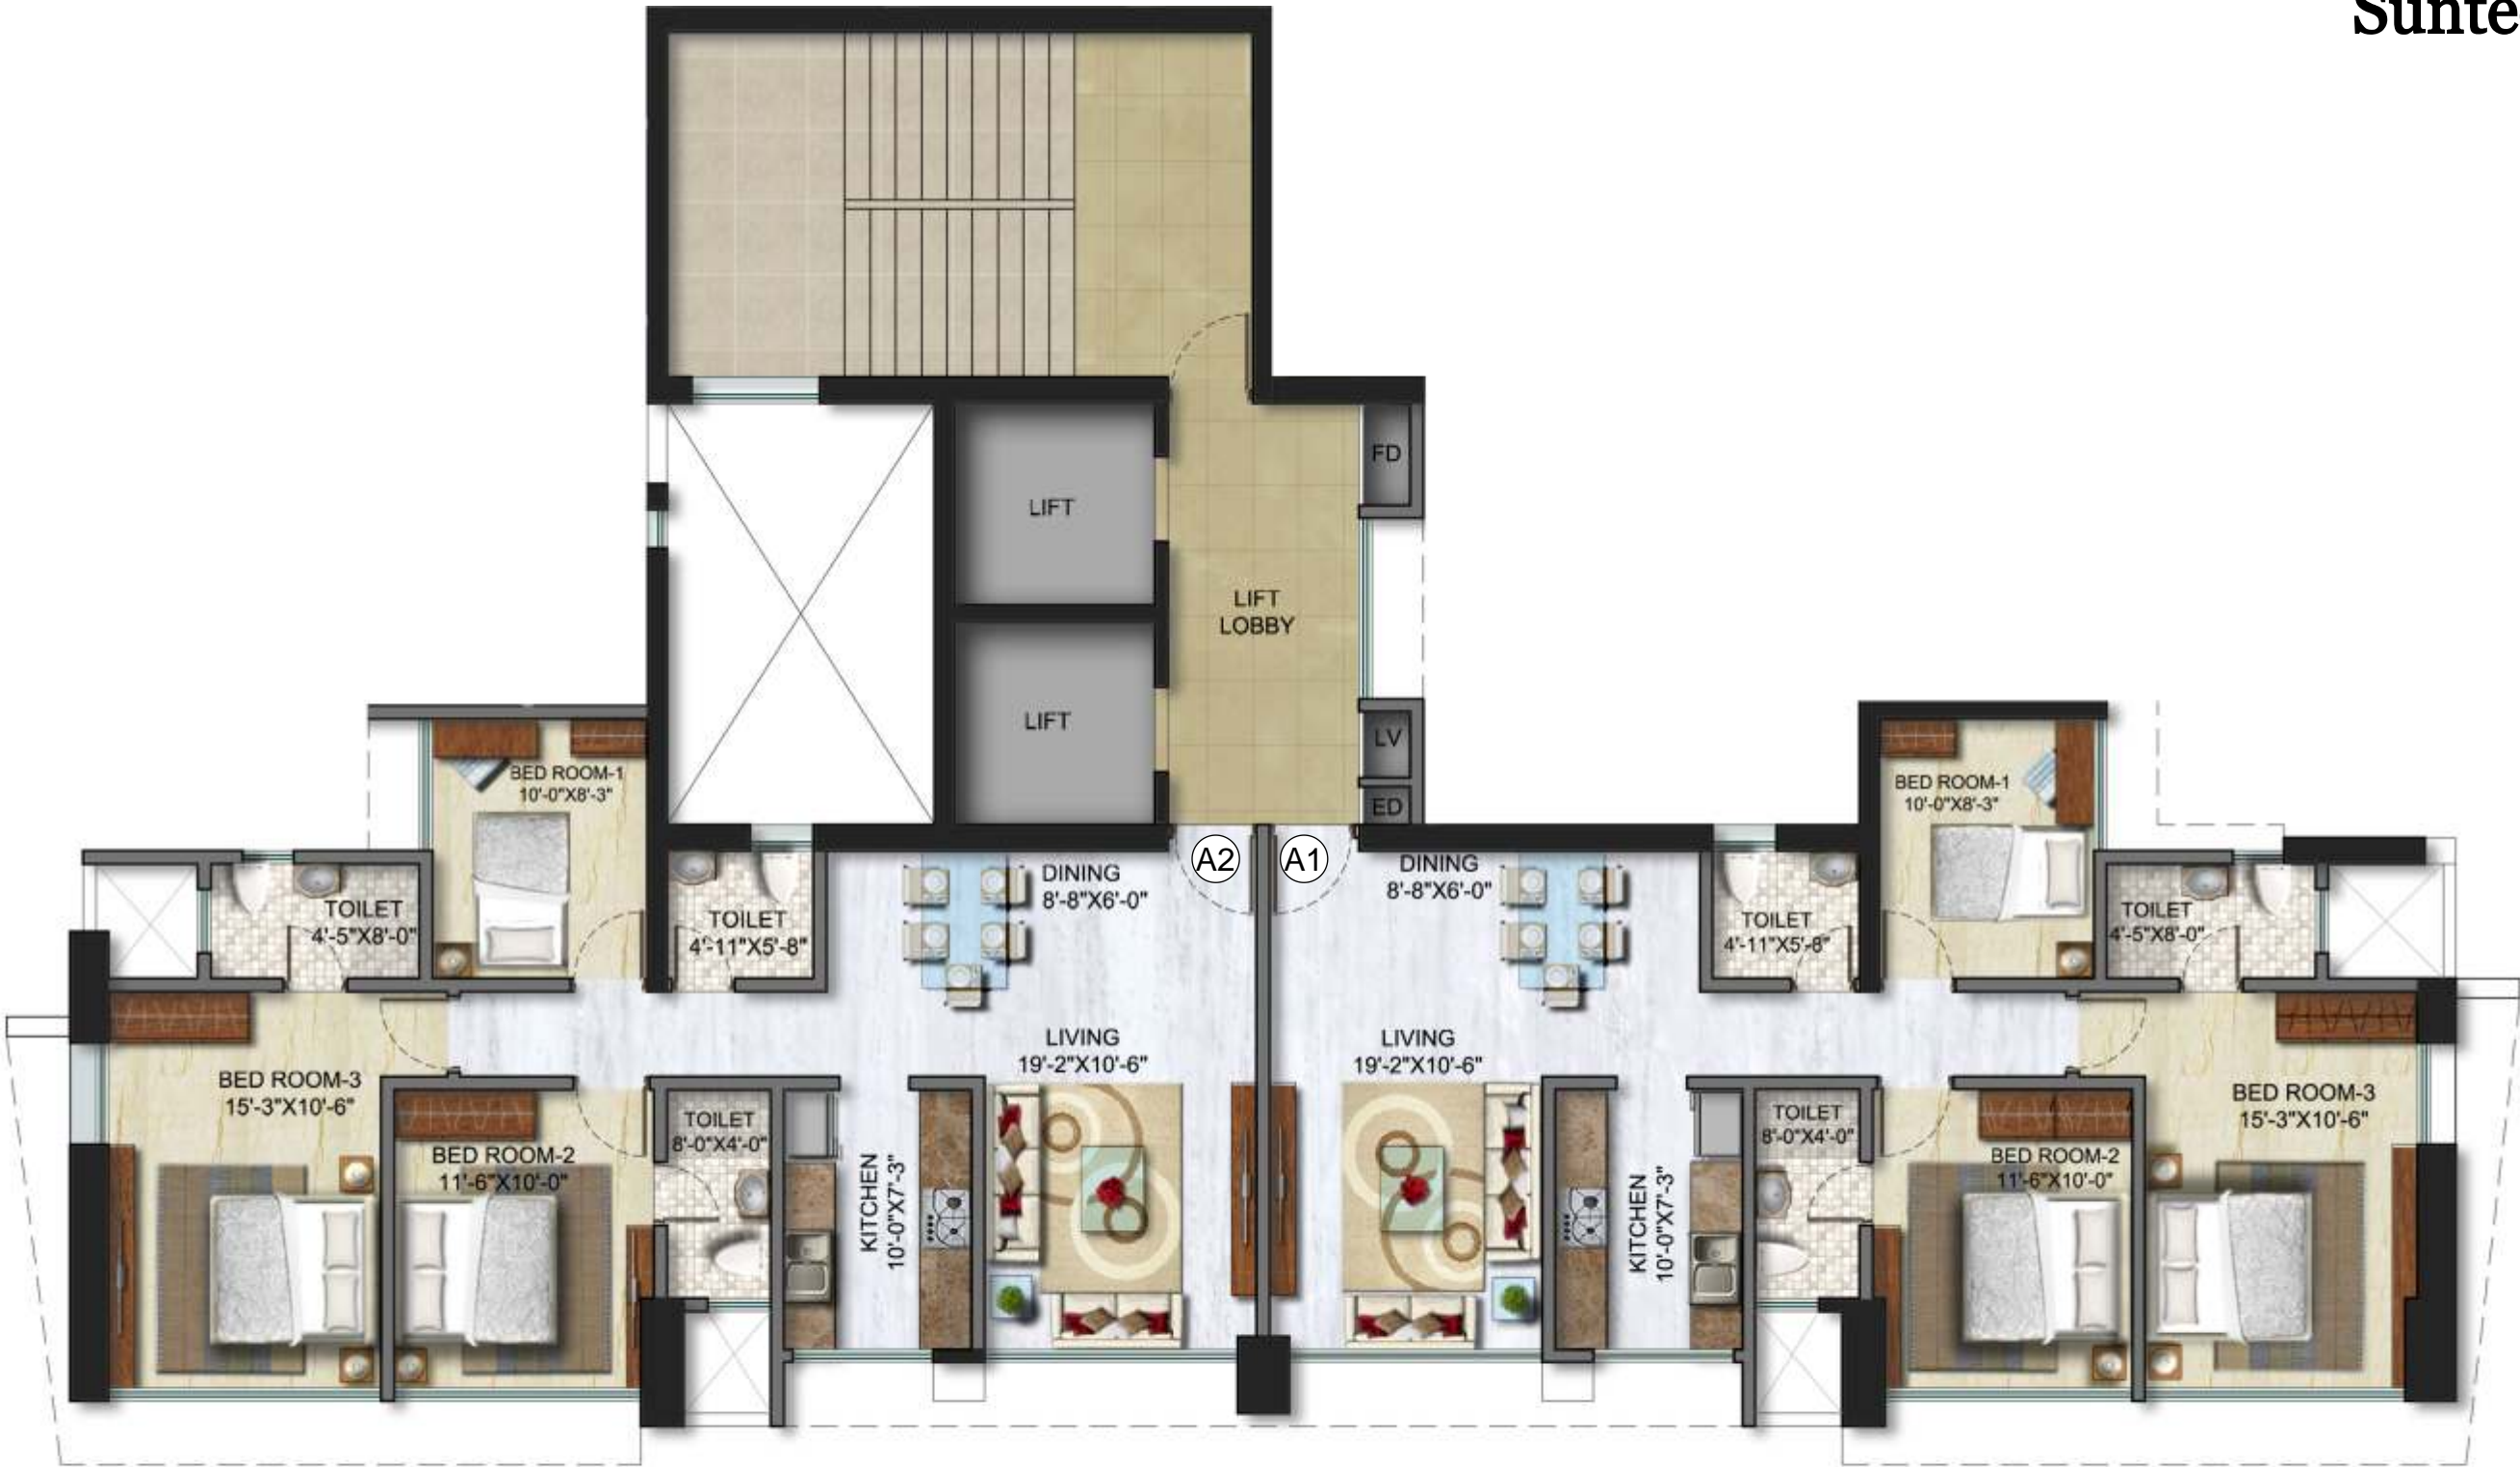 Sunte
FD
LIFT
LIFT
LOBBY
LIFT
LV
ED
A2
A1
BED ROOM-1
10'-0"X8'-3"
TOILET
4'-5"X8'-0"
TOILET
4'-11"X5'-8"
DINING
8'-8"X6'-0"
LIVING
19'-2"X10'-6"
BED ROOM-3
15'-3"X10'-6"
BED ROOM-2
11'-6"X10'-0"
TOILET
8'-0"X4'-0"
KITCHEN
10'-0"X7'-3"
DINING
8'-8"X6'-0"
LIVING
19'-2"X10'-6"
TOILET
4'-11"X5'-8"
BED ROOM-1
10'-0"X8'-3"
TOILET
4'-5"X8'-0"
KITCHEN
10'-0"X7'-3"
TOILET
8'-0"X4'-0"
BED ROOM-2
11'-6"X10'-0"
BED ROOM-3
15'-3"X10'-6"